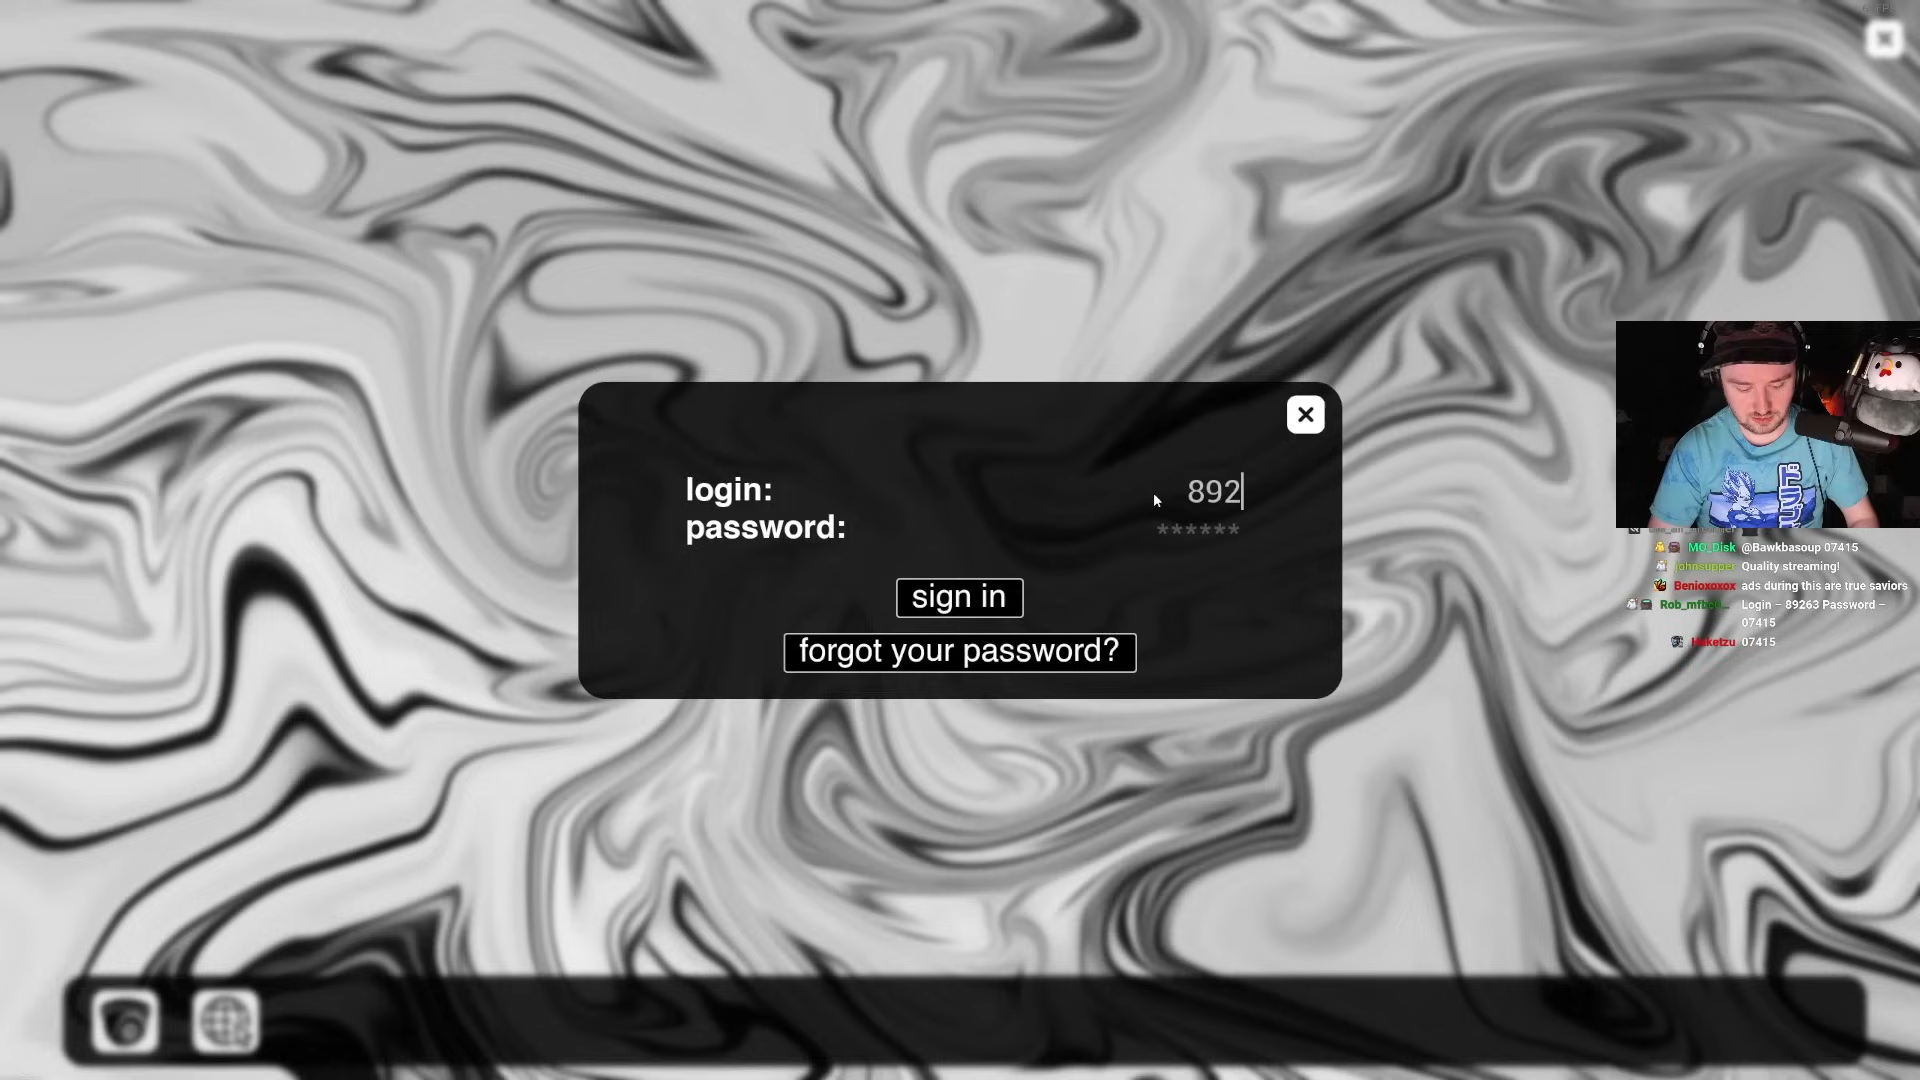 login: 892
password: ******
sign in
forgot your password?
MO_Disk @Bawkbasoup 07415
johnsupper Quality streaming!
Benioxoxox ads during this are true saviors
Login – 89263 Password –
07415
07415